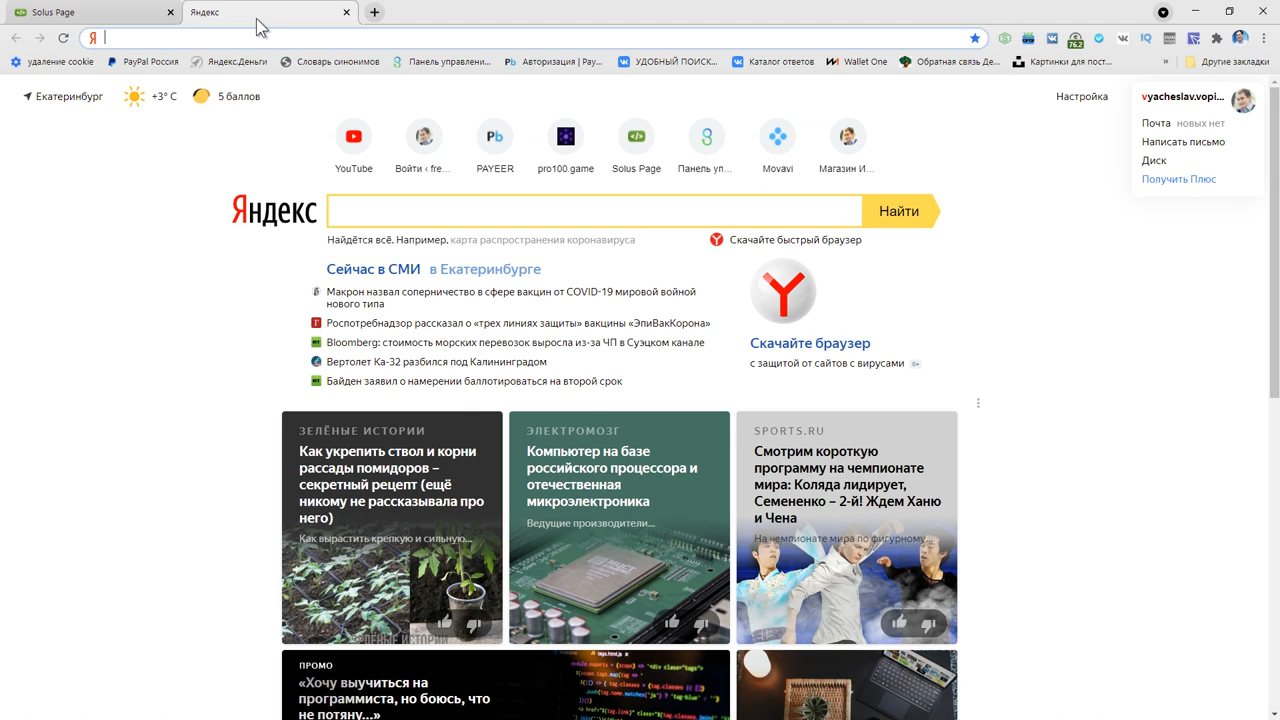 Solus Page
Яндекс
удаление cookie
PayPal Россия
Яндекс.Деньги
Словарь синонимов
Панель управлени...
Авторизация | Pay...
УДОБНЫЙ ПОИСК...
Каталог ответов
Wallet One
Обратная связь Де...
Картинки для пост...
»
Другие закладки
76.2
Екатеринбург
+3° C
5 баллов
Настройка
vyacheslav.vopi...
Почта новых нет
Написать письмо
Диск
Получить Плюс
YouTube
Войти ‹ fre...
PAYEER
pro100.game
Solus Page
Панель уп...
Movavi
Магазин И...
Яндекс
Найти
Найдётся всё. Например, карта распространения коронавируса
Скачайте быстрый браузер
Сейчас в СМИ в Екатеринбурге
Макрон назвал соперничество в сфере вакцин от COVID-19 мировой войной
нового типа
Роспотребнадзор рассказал о «трех линиях защиты» вакцины «ЭпиВакКорона»
Bloomberg: стоимость морских перевозок выросла из-за ЧП в Суэцком канале
Вертолет Ка-32 разбился под Калининградом
Байден заявил о намерении баллотироваться на второй срок
Скачайте браузер
с защитой от сайтов с вирусами
0+
ЗЕЛЁНЫЕ ИСТОРИИ
Как укрепить ствол и корни
рассады помидоров –
секретный рецепт (ещё
никому не рассказывала про
него)
Как вырастить крепкую и сильную...
ЗЕЛЁНЫЕ ИСТОРИИ
ЭЛЕКТРОМОЗГ
Компьютер на базе
российского процессора и
отечественная
микроэлектроника
Ведущие производители...
SPORTS.RU
Смотрим короткую
программу на чемпионате
мира: Коляда лидирует,
Семененко – 2-й! Ждем Ханю
и Чена
На чемпионате мира по фигурному...
ПРОМО
«Хочу выучиться на
программиста, но боюсь, что
не потяну...»